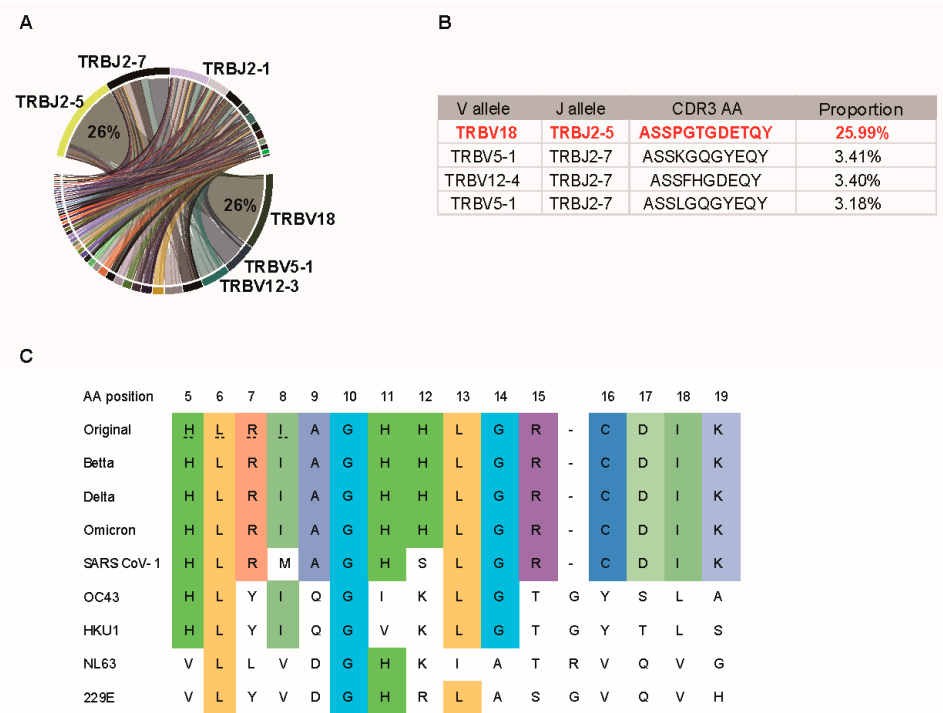 A
TRBJ2-7
TRBJ2-1
TRBJ2-5
26%
26%
TRBV18
TRBV5-1
TRBV12-3
B
V allele J allele CDR3 AA Proportion
TRBV18 TRBJ2-5 ASSPGTGDETQY 25.99%
TRBV5-1 TRBJ2-7 ASSKGQGYEQY 3.41%
TRBV12-4 TRBJ2-7 ASSFHGDEQY 3.40%
TRBV5-1 TRBJ2-7 ASSLGQGYEQY 3.18%
C
AA position 5 6 7 8 9 10 11 12 13 14 15 16 17 18 19
Original H L R I A G H H L G R - C D I K
Betta H L R I A G H H L G R - C D I K
Delta H L R I A G H H L G R - C D I K
Omicron H L R I A G H H L G R - C D I K
SARS CoV-1 H L R M A G H S L G R - C D I K
OC43 H L Y I Q G I K L G T G Y S L A
HKU1 H L Y I Q G V K L G T G Y T L S
NL63 V L L V D G H K I A T R V Q V G
229E V L Y V D G H R L A S G V Q V H